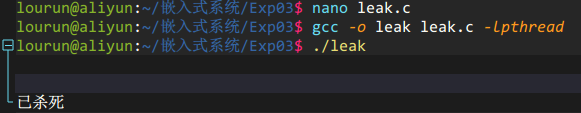 lourun@aliyun:~/嵌入式系统/Exp03$ nano leak.c
lourun@aliyun:~/嵌入式系统/Exp03$ gcc -o leak leak.c -lpthread
lourun@aliyun:~/嵌入式系统/Exp03$ ./leak
已杀死